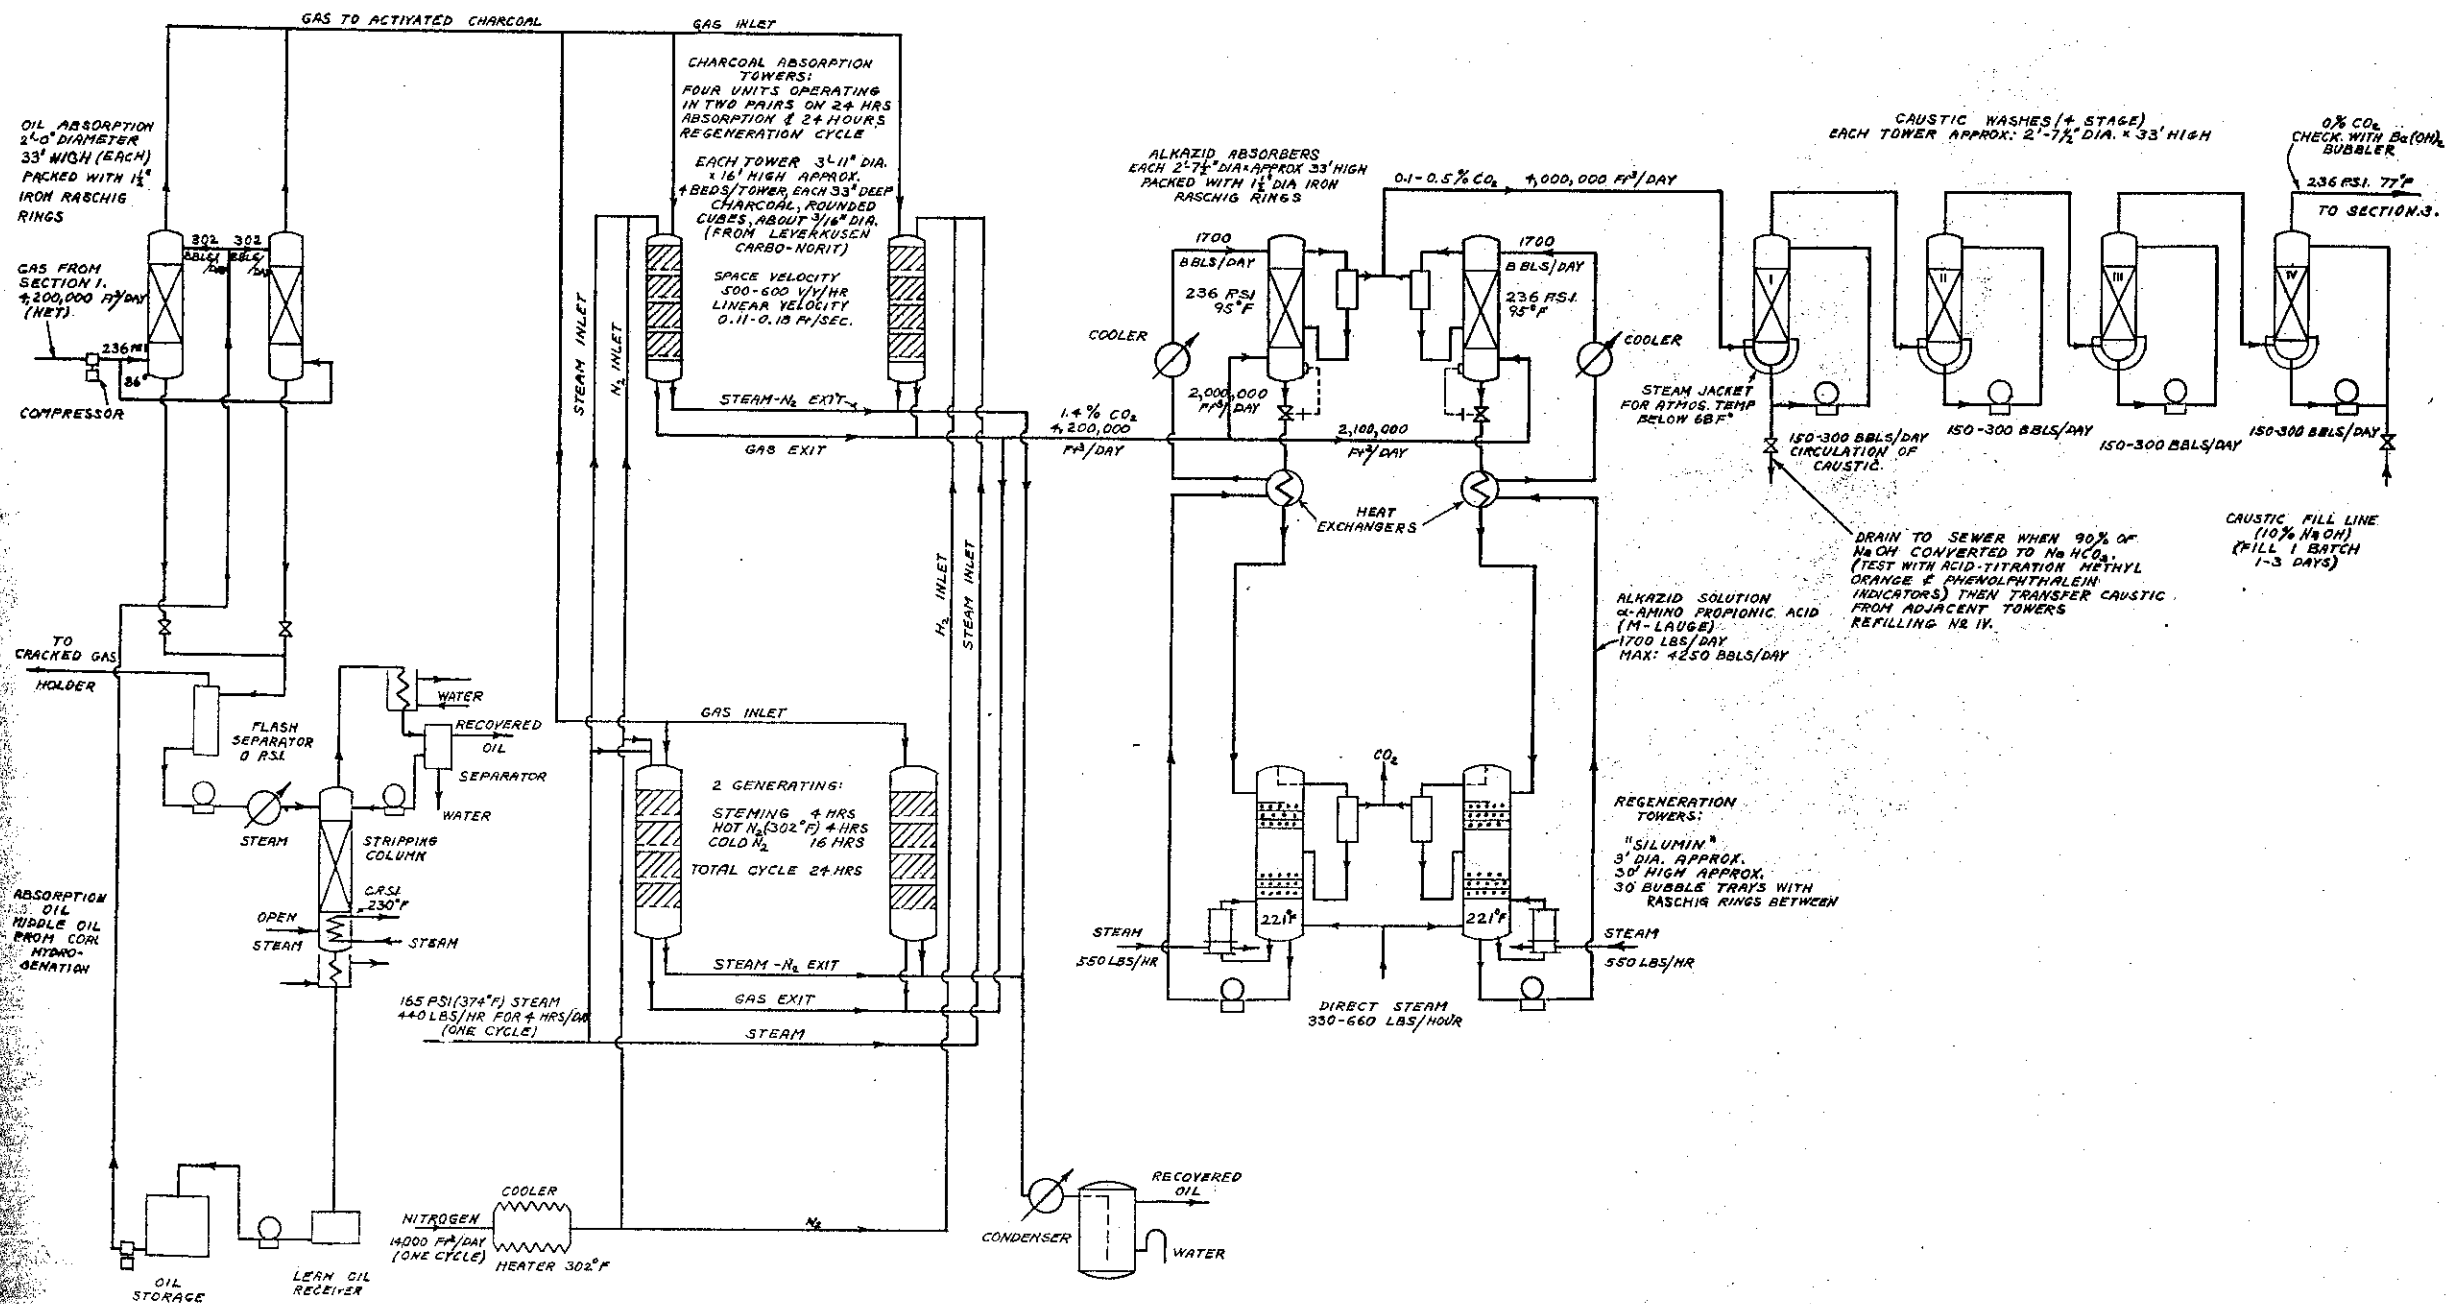 GAS TO ACTIVATED CHARCOAL
GAS INLET
OIL ABSORPTION
2'-0" DIAMETER
33' HIGH (EACH)
PACKED WITH 1½"
IRON RASCHIG
RINGS
GAS FROM
SECTION 1.
4,200,000 FT³/DAY
(NET)
236 PSI
86°
COMPRESSOR
302
BBLS/
DAY
302
BBLS/
DAY
CHARCOAL ABSORPTION
TOWERS:
FOUR UNITS OPERATING
IN TWO PAIRS ON 24 HRS
ABSORPTION & 24 HOURS
REGENERATION CYCLE
EACH TOWER 3'-11" DIA.
x 16' HIGH APPROX.
4 BEDS/TOWER, EACH 33" DEEP
CHARCOAL, ROUNDED
CUBES, ABOUT 3/16" DIA.
(FROM LEVERKUSEN
CARBO-NORIT)
SPACE VELOCITY
500-600 V/V/HR
LINEAR VELOCITY
0.11-0.18 FT/SEC.
STEAM INLET
N₂ INLET
STEAM-N₂ EXIT
GAS EXIT
1.4% CO₂
4,200,000
FT³/DAY
H₂ INLET
STEAM INLET
ALKAZID ABSORBERS
EACH 2'-7½" DIA x APPROX 33' HIGH
PACKED WITH 1½" DIA IRON
RASCHIG RINGS
0.1-0.5% CO₂ 4,000,000 FT³/DAY
1700
BBLS/DAY
236 PSI
95°F
1700
BBLS/DAY
236 PSI.
95°F
COOLER
COOLER
2,000,000
FT³/DAY
2,100,000
FT³/DAY
HEAT
EXCHANGERS
CAUSTIC WASHES (4 STAGE)
EACH TOWER APPROX: 2'-7½" DIA. x 33' HIGH
0% CO₂
CHECK WITH Ba(OH)₂
BUBBLER
236 PSI. 77°F
TO SECTION 3.
I
II
III
IV
STEAM JACKET
FOR ATMOS. TEMP
BELOW 68F°
150-300 BBLS/DAY
CIRCULATION OF
CAUSTIC.
150-300 BBLS/DAY
150-300 BBLS/DAY
150-300 BBLS/DAY
CAUSTIC FILL LINE
(10% NaOH)
(FILL 1 BATCH
1-3 DAYS)
DRAIN TO SEWER WHEN 90% OF
NaOH CONVERTED TO NaHCO₃.
(TEST WITH ACID-TITRATION METHYL
ORANGE & PHENOLPHTHALEIN
INDICATORS) THEN TRANSFER CAUSTIC
FROM ADJACENT TOWERS
REFILLING Nº IV.
ALKAZID SOLUTION
α-AMINO PROPIONIC ACID
(M-LAUGE)
1700 LBS/DAY
MAX: 4250 BBLS/DAY
TO
CRACKED GAS
HOLDER
FLASH
SEPARATOR
0 P.S.I.
WATER
RECOVERED
OIL
SEPARATOR
WATER
STEAM
STRIPPING
COLUMN
230°F
OPEN
STEAM
STEAM
ABSORPTION
OIL
MIDDLE OIL
FROM COAL
HYDRO-
GENATION
GAS INLET
2 GENERATING:
STEMING 4 HRS
HOT N₂ (302°F) 4 HRS
COLD N₂ 16 HRS
TOTAL CYCLE 24 HRS
STEAM-N₂ EXIT
GAS EXIT
STEAM
165 PSI (374°F) STEAM
440 LBS/HR FOR 4 HRS/DAY
(ONE CYCLE)
CO₂
221°F
221°F
STEAM
550 LBS/HR
STEAM
550 LBS/HR
DIRECT STEAM
330-660 LBS/HOUR
REGENERATION
TOWERS:
"SILUMIN"
3' DIA. APPROX.
30' HIGH APPROX.
30 BUBBLE TRAYS WITH
RASCHIG RINGS BETWEEN
OIL
STORAGE
LEAN OIL
RECEIVER
NITROGEN
14,000 FT³/DAY
(ONE CYCLE)
COOLER
HEATER 302°F
N₂
CONDENSER
RECOVERED
OIL
WATER